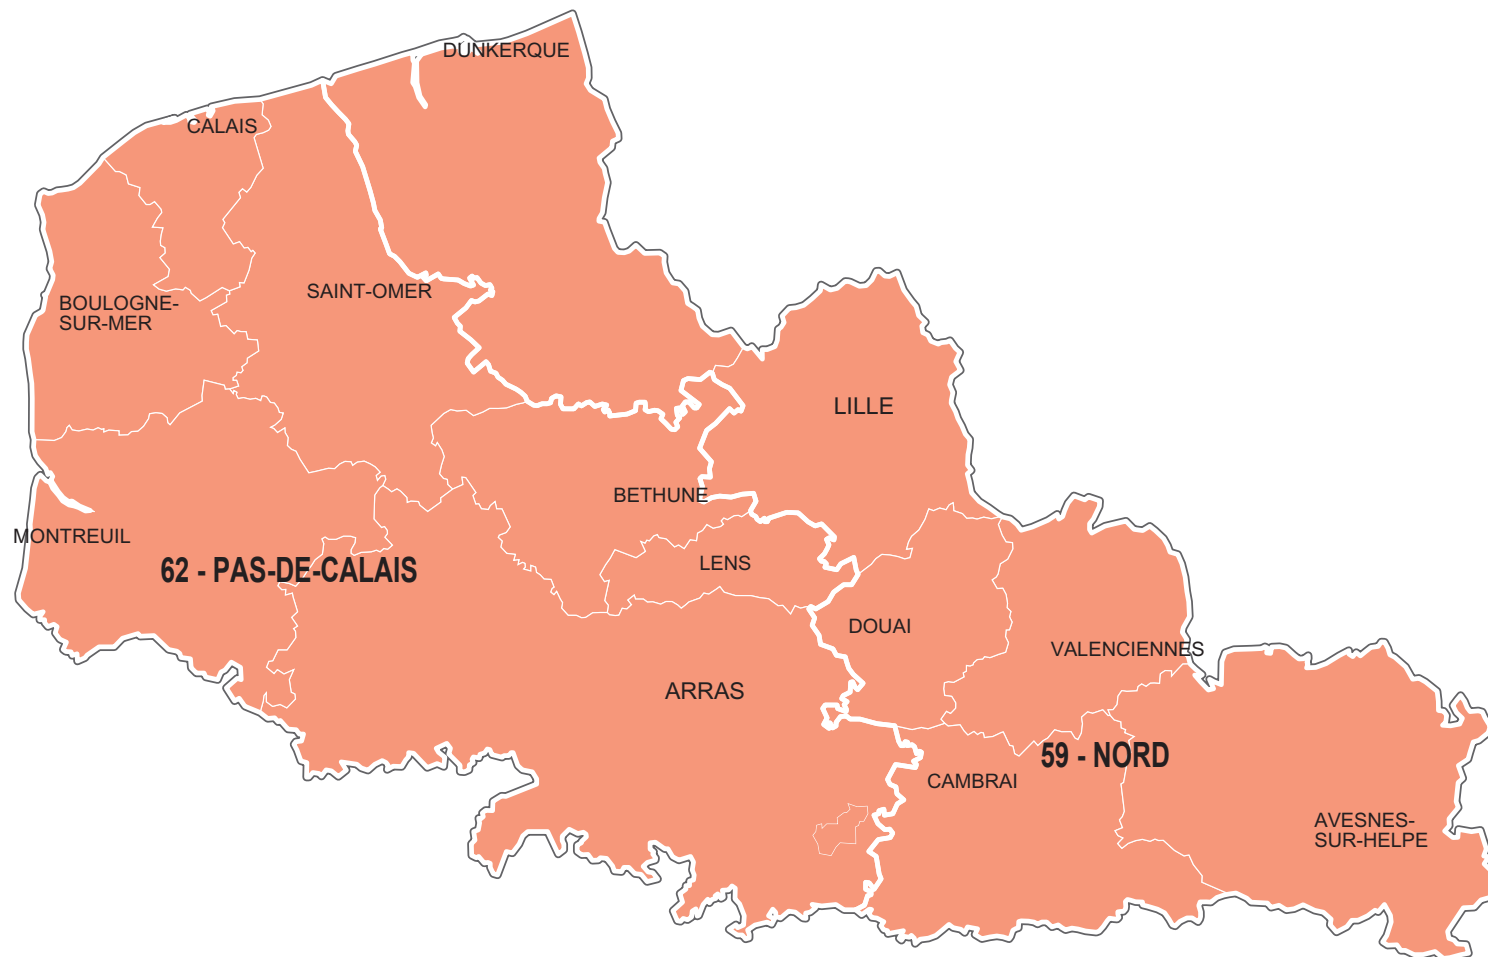 DUNKERQUE
CALAIS
SAINT-OMER
BOULOGNE-
SUR-MER
LILLE
BETHUNE
MONTREUIL
LENS
62 - PAS-DE-CALAIS
DOUAI
VALENCIENNES
ARRAS
59 - NORD
CAMBRAI
AVESNES-
SUR-HELPE